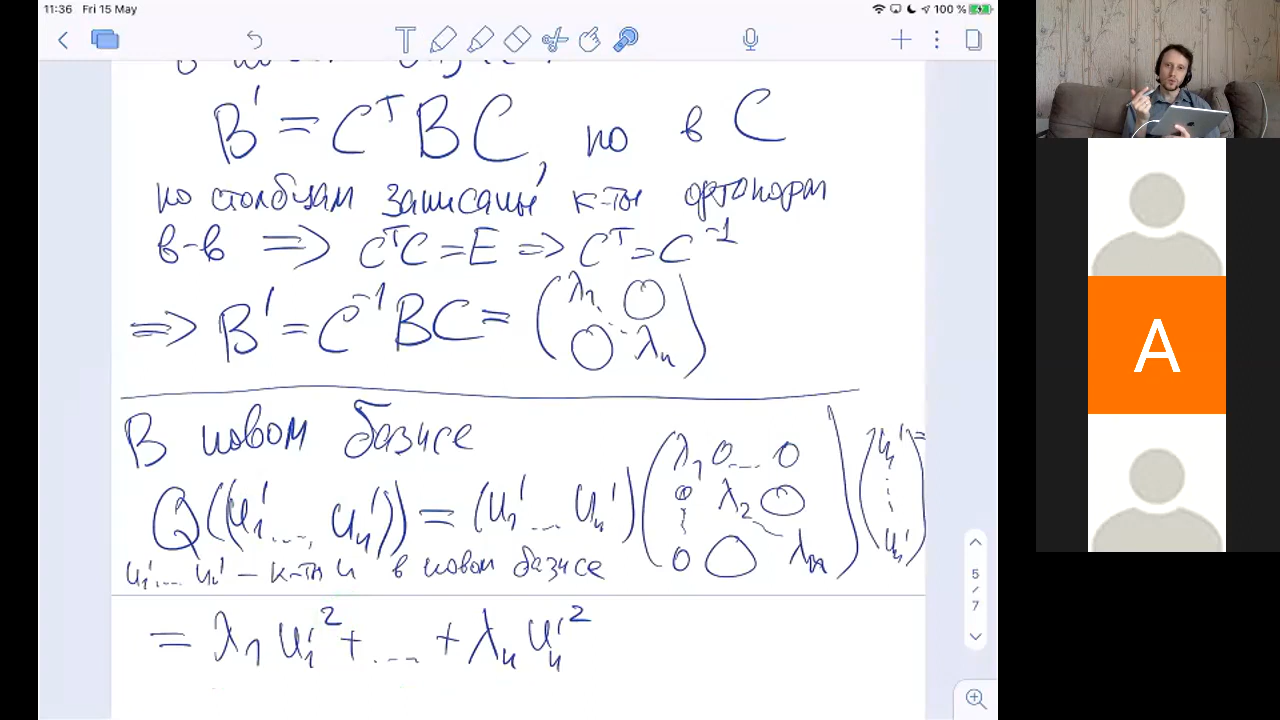 11:36 Fri 15 May
100 %
B' = CᵀBC, но в C
по столбцам записаны к-ты ортонорм
в-в ⟹ CᵀC = E ⟹ Cᵀ = C⁻¹
⟹ B' = C⁻¹BC = (λ₁ 0 ⋱ 0 λₙ)
В новом базисе
Q((u₁'..., uₙ')) = (u₁' ... uₙ') (λ₁ 0 ... 0 0 λ₂ 0 ⋮ ⋱ 0 0 λₙ) (u₁' ⋮ uₙ') =
u₁' ... uₙ' – к-ты u в новом базисе
= λ₁u₁'² + ... + λₙuₙ'²
5
/
7
A